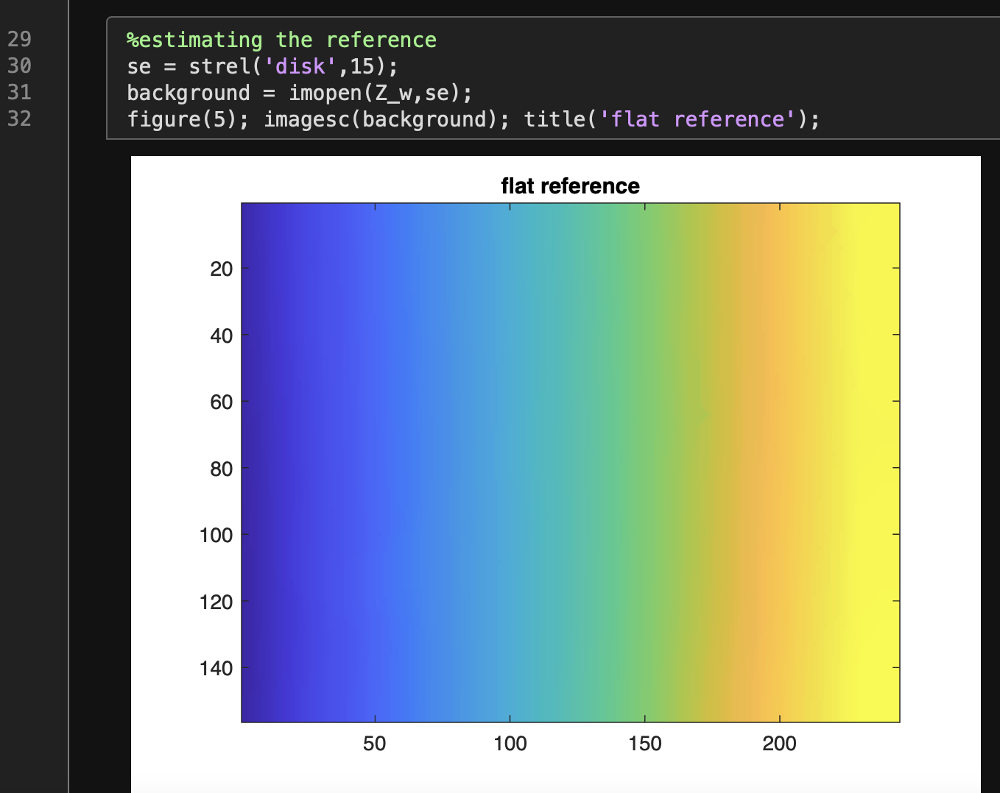 29 %estimating the reference
30 se = strel('disk',15);
31 background = imopen(Z_w,se);
32 figure(5); imagesc(background); title('flat reference');
flat reference
20
40
60
80
100
120
140
50 100 150 200